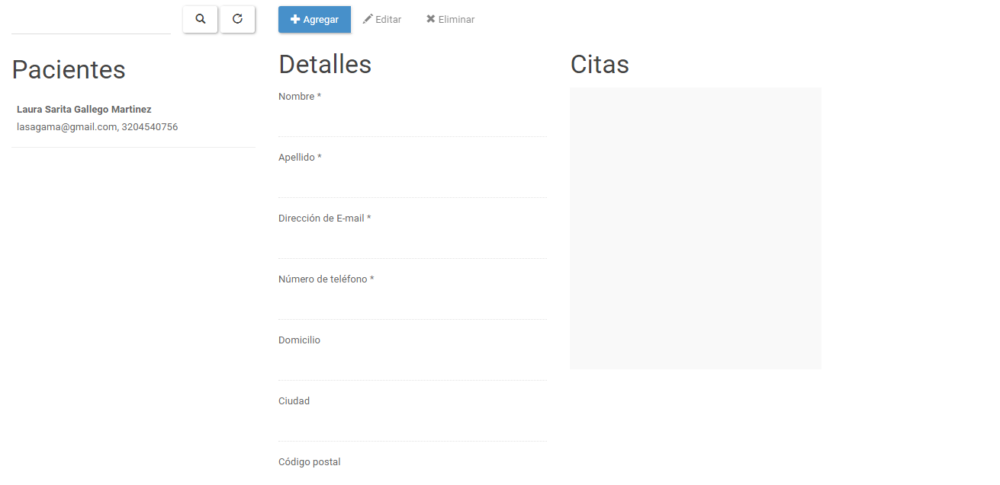 Agregar
Editar
Eliminar
Pacientes
Laura Sarita Gallego Martinez
lasagama@gmail.com, 3204540756
Detalles
Nombre *
Apellido *
Dirección de E-mail *
Número de teléfono *
Domicilio
Ciudad
Código postal
Citas